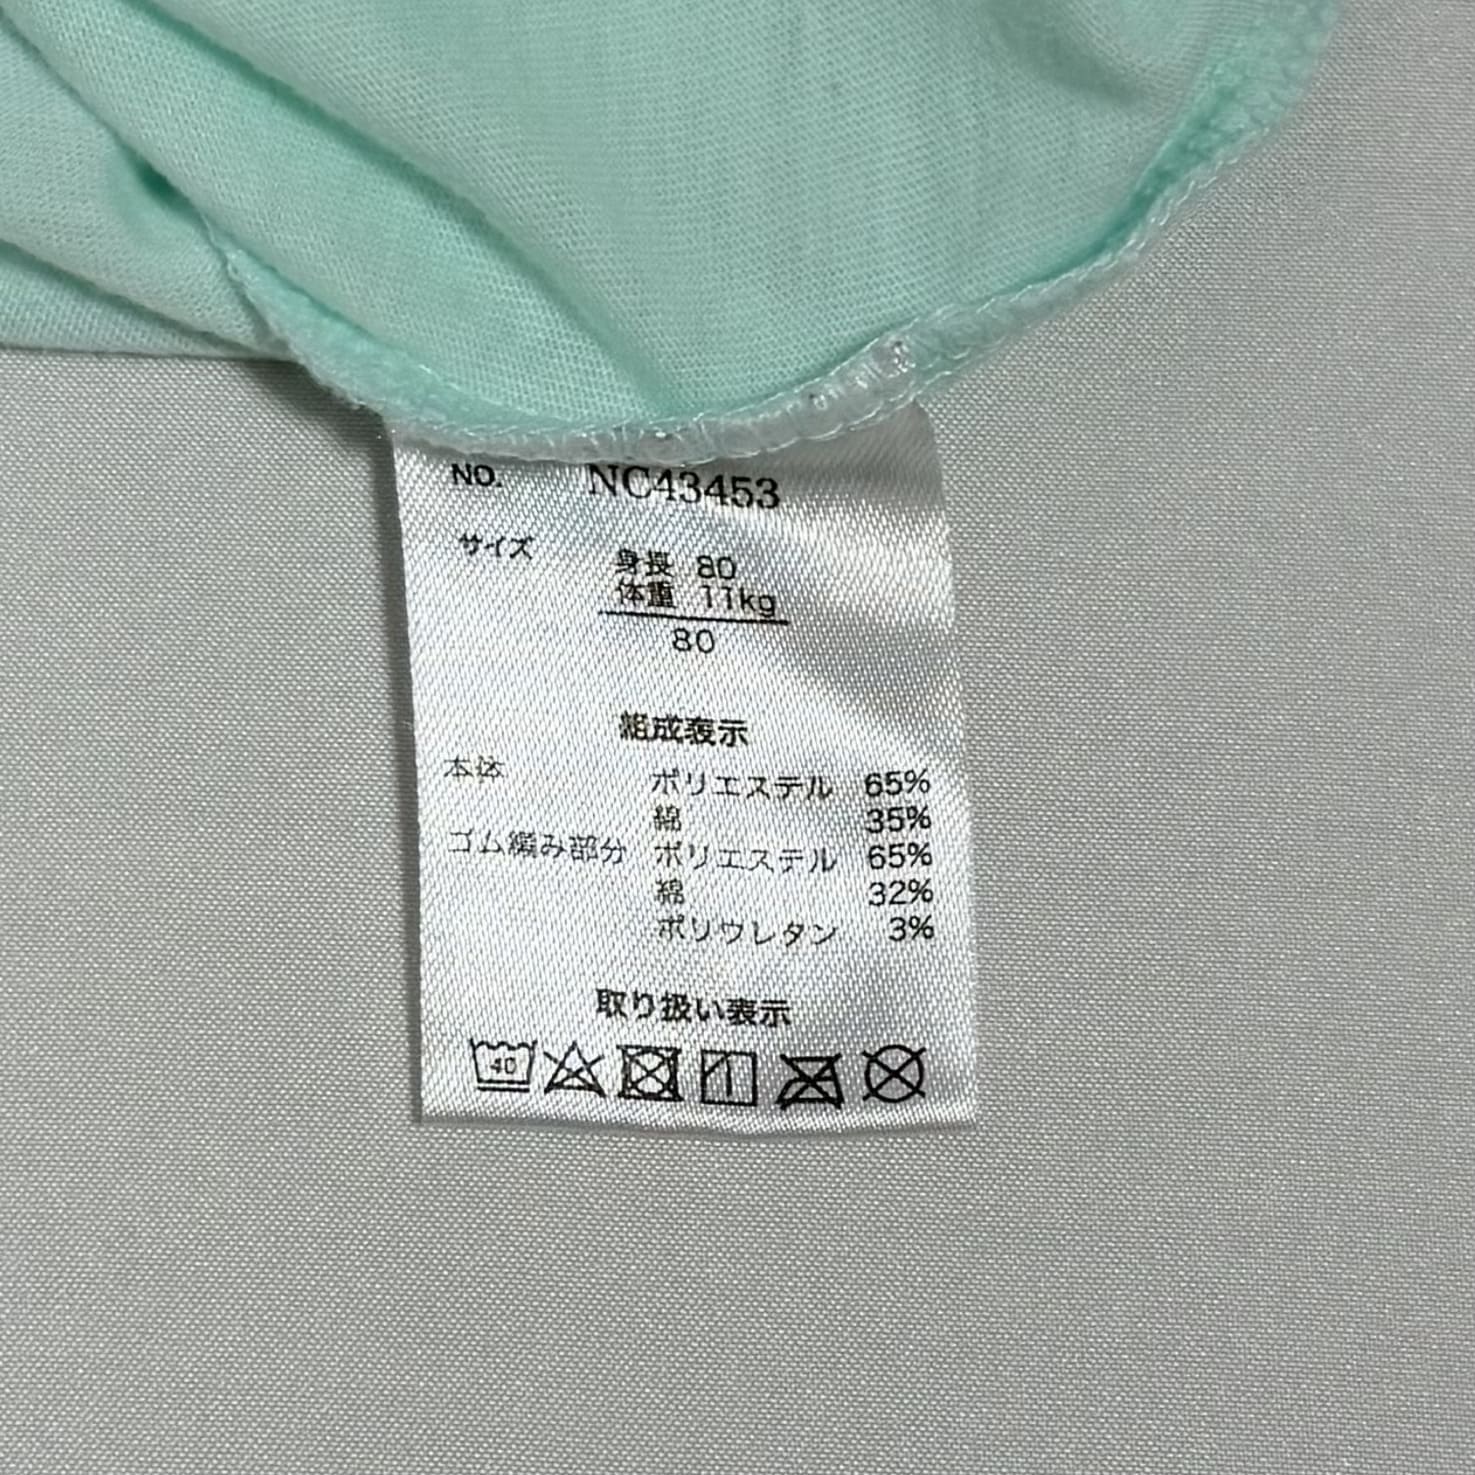 NO. NC43453
サイズ 身長 80
体重 11kg
80
組成表示
本体 ポリエステル 65%
綿 35%
ゴム編み部分 ポリエステル 65%
綿 32%
ポリウレタン 3%
取り扱い表示
40